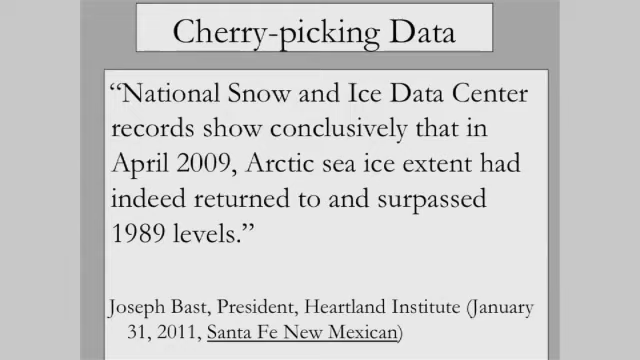 Cherry-picking Data
“National Snow and Ice Data Center
records show conclusively that in
April 2009, Arctic sea ice extent had
indeed returned to and surpassed
1989 levels.”
Joseph Bast, President, Heartland Institute (January
31, 2011, Santa Fe New Mexican)